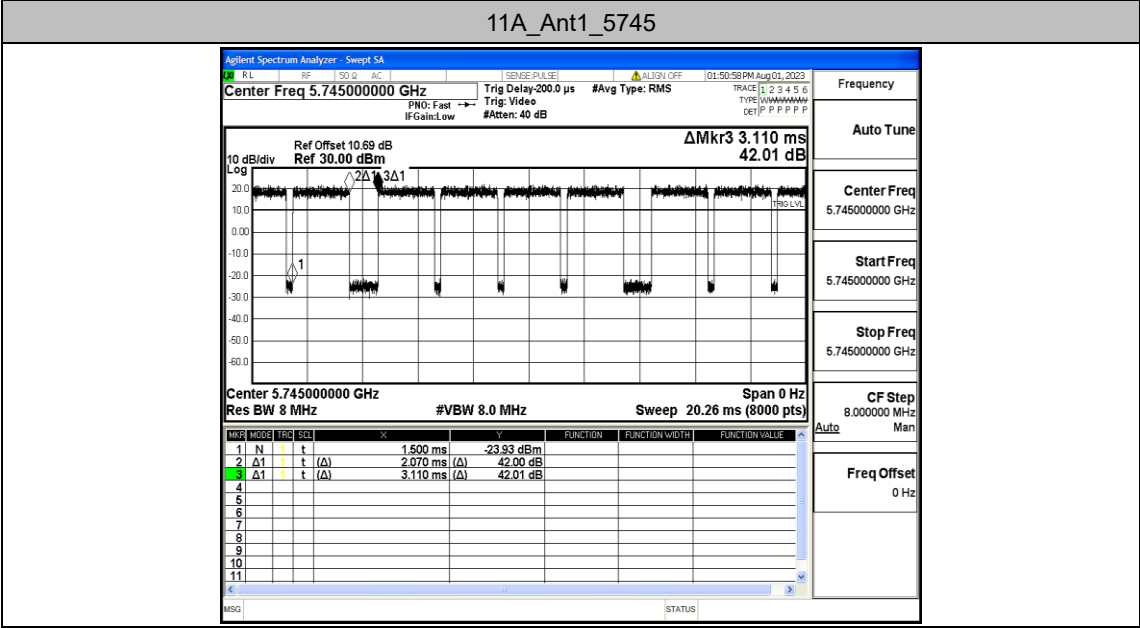 11A_Ant1_5745
Agilent Spectrum Analyzer - Swept SA
LXI RL RF 50 Ω AC SENSE:PULSE ALIGN OFF 01:50:58 PM Aug 01, 2023
Center Freq 5.745000000 GHz
PNO: Fast
IFGain:Low
Trig Delay-200.0 µs
Trig: Video
#Atten: 40 dB
#Avg Type: RMS
TRACE 1 2 3 4 5 6
TYPE WWWWWW
DET P P P P P P
Ref Offset 10.69 dB
10 dB/div Ref 30.00 dBm
Log
ΔMkr3 3.110 ms
42.01 dB
2Δ1 3Δ1
TRIG LVL
1
20.0
10.0
0.00
-10.0
-20.0
-30.0
-40.0
-50.0
-60.0
Center 5.745000000 GHz Span 0 Hz
Res BW 8 MHz #VBW 8.0 MHz Sweep 20.26 ms (8000 pts)
MKR MODE TRC SCL X Y FUNCTION FUNCTION WIDTH FUNCTION VALUE
1 N 1 t 1.500 ms -23.93 dBm
2 Δ1 1 t (Δ) 2.070 ms (Δ) 42.00 dB
3 Δ1 1 t (Δ) 3.110 ms (Δ) 42.01 dB
4
5
6
7
8
9
10
11
MSG STATUS
Frequency
Auto Tune
Center Freq
5.745000000 GHz
Start Freq
5.745000000 GHz
Stop Freq
5.745000000 GHz
CF Step
8.000000 MHz
Auto Man
Freq Offset
0 Hz